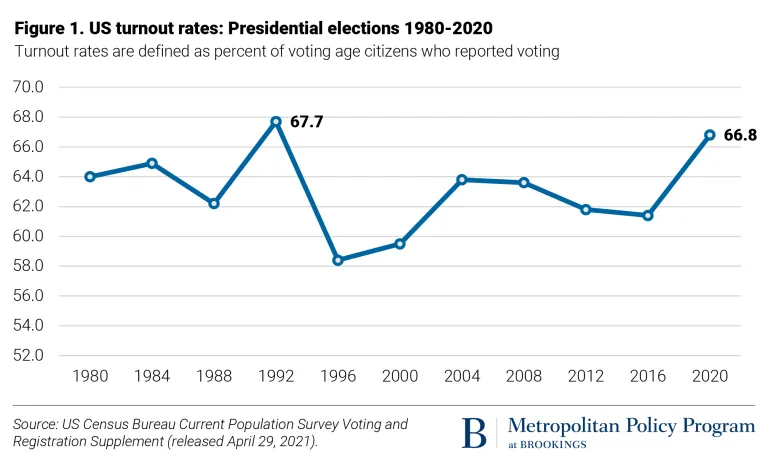 Figure 1. US turnout rates: Presidential elections 1980-2020
Turnout rates are defined as percent of voting age citizens who reported voting
70.0
68.0
66.0
64.0
62.0
60.0
58.0
56.0
54.0
52.0
67.7
66.8
1980 1984 1988 1992 1996 2000 2004 2008 2012 2016 2020
Source: US Census Bureau Current Population Survey Voting and
Registration Supplement (released April 29, 2021).
B
Metropolitan Policy Program
at BROOKINGS